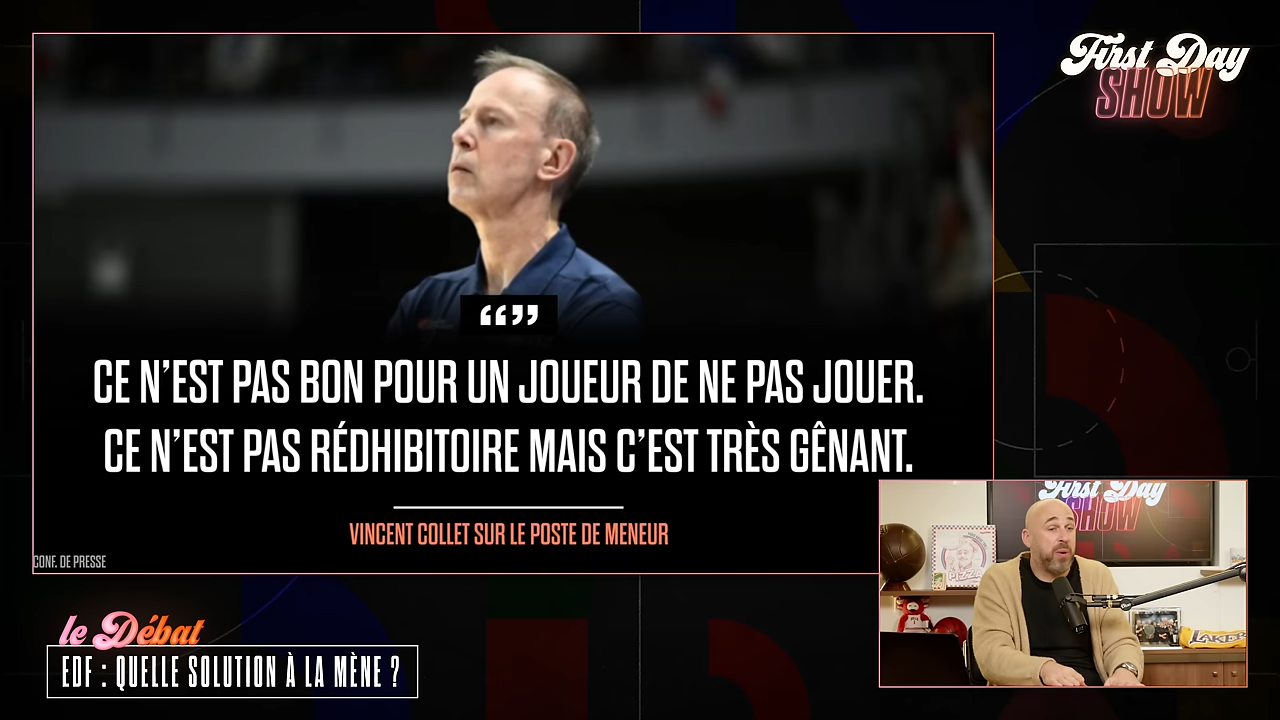 First Day
SHOW
“”
CE N’EST PAS BON POUR UN JOUEUR DE NE PAS JOUER.
CE N’EST PAS RÉDHIBITOIRE MAIS C’EST TRÈS GÊNANT.
VINCENT COLLET SUR LE POSTE DE MENEUR
CONF. DE PRESSE
First Day
SHOW
PIZZA
LAKERS
le Débat
EDF : QUELLE SOLUTION À LA MÈNE ?